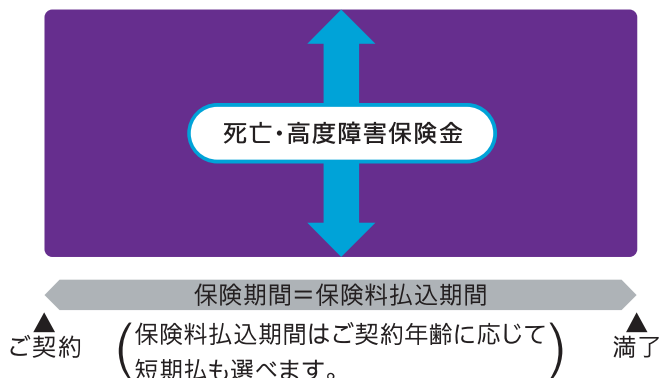 死亡・高度障害保険金
保険期間＝保険料払込期間
ご契約
(保険料払込期間はご契約年齢に応じて
短期払も選べます。)
満了